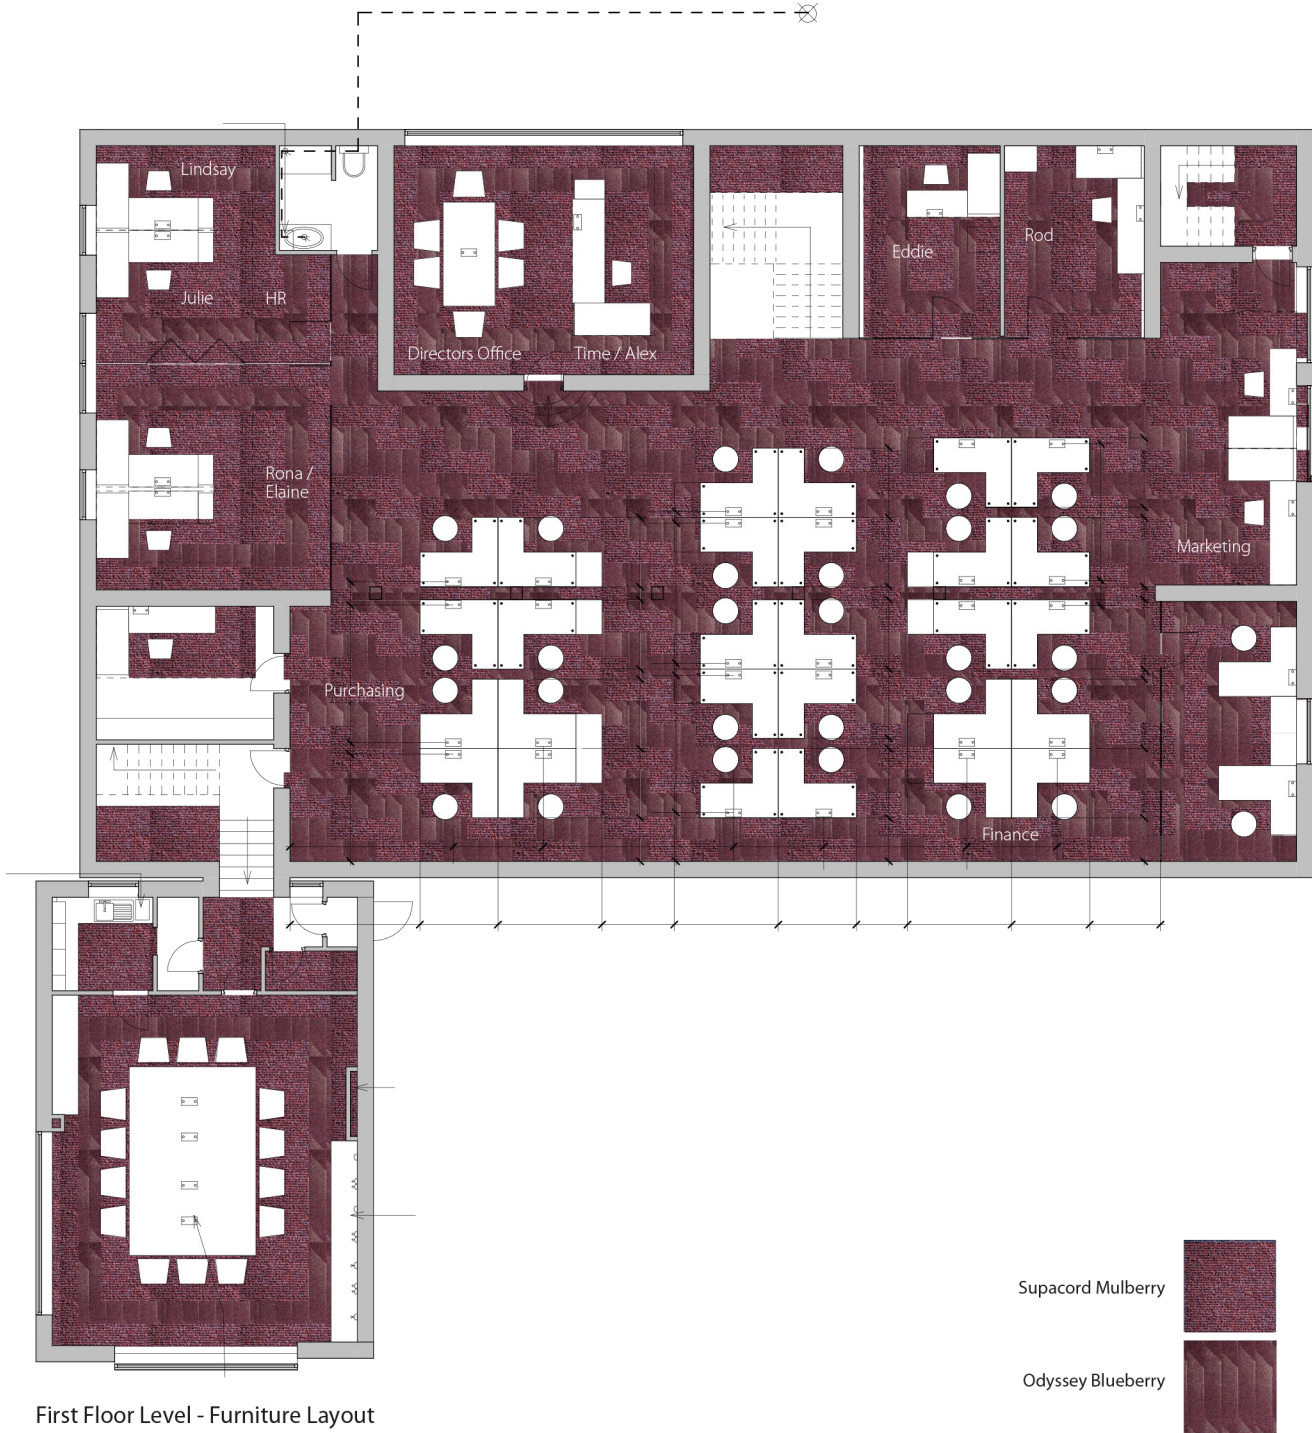 Lindsay
Julie
HR
Directors Office
Time / Alex
Eddie
Rod
Rona /
Elaine
Marketing
Purchasing
Finance
Supacord Mulberry
Odyssey Blueberry
First Floor Level - Furniture Layout